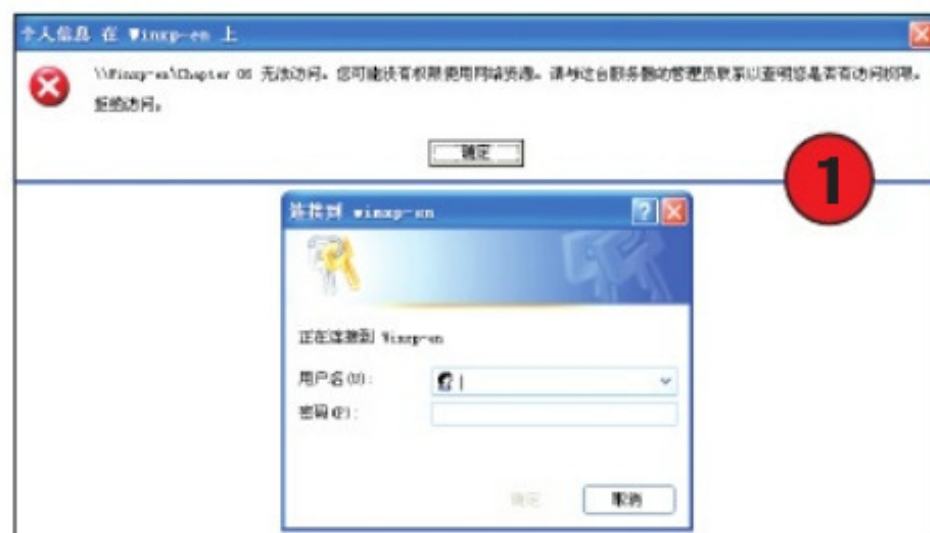 个人信息 在 Winxp-en 上
\\Winxp-en\Chapter 06 无法访问。您可能没有权限使用网络资源。请与这台服务器的管理员联系以查明您是否有访问权限。
拒绝访问。
确定
1
连接到 winxp-en
正在连接到 Winxp-en
用户名(U):
密码(P):
确定
取消